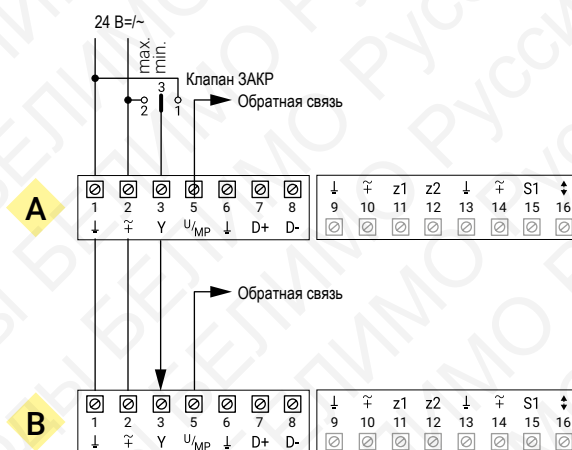 24 В=/~
max.
min.
3
Клапан ЗАКР
2
1
Обратная связь
A
1 2 3 5 6 7 8
⏚ ~̄+ Y U/MP ⏚ D+ D-
⏚ ~̄+ z1 z2 ⏚ ~̄+ S1 ↕
9 10 11 12 13 14 15 16
Обратная связь
B
1 2 3 5 6 7 8
⏚ ~̄+ Y U/MP ⏚ D+ D-
⏚ ~̄+ z1 z2 ⏚ ~̄+ S1 ↕
9 10 11 12 13 14 15 16
БЕЛИМО РУССИ